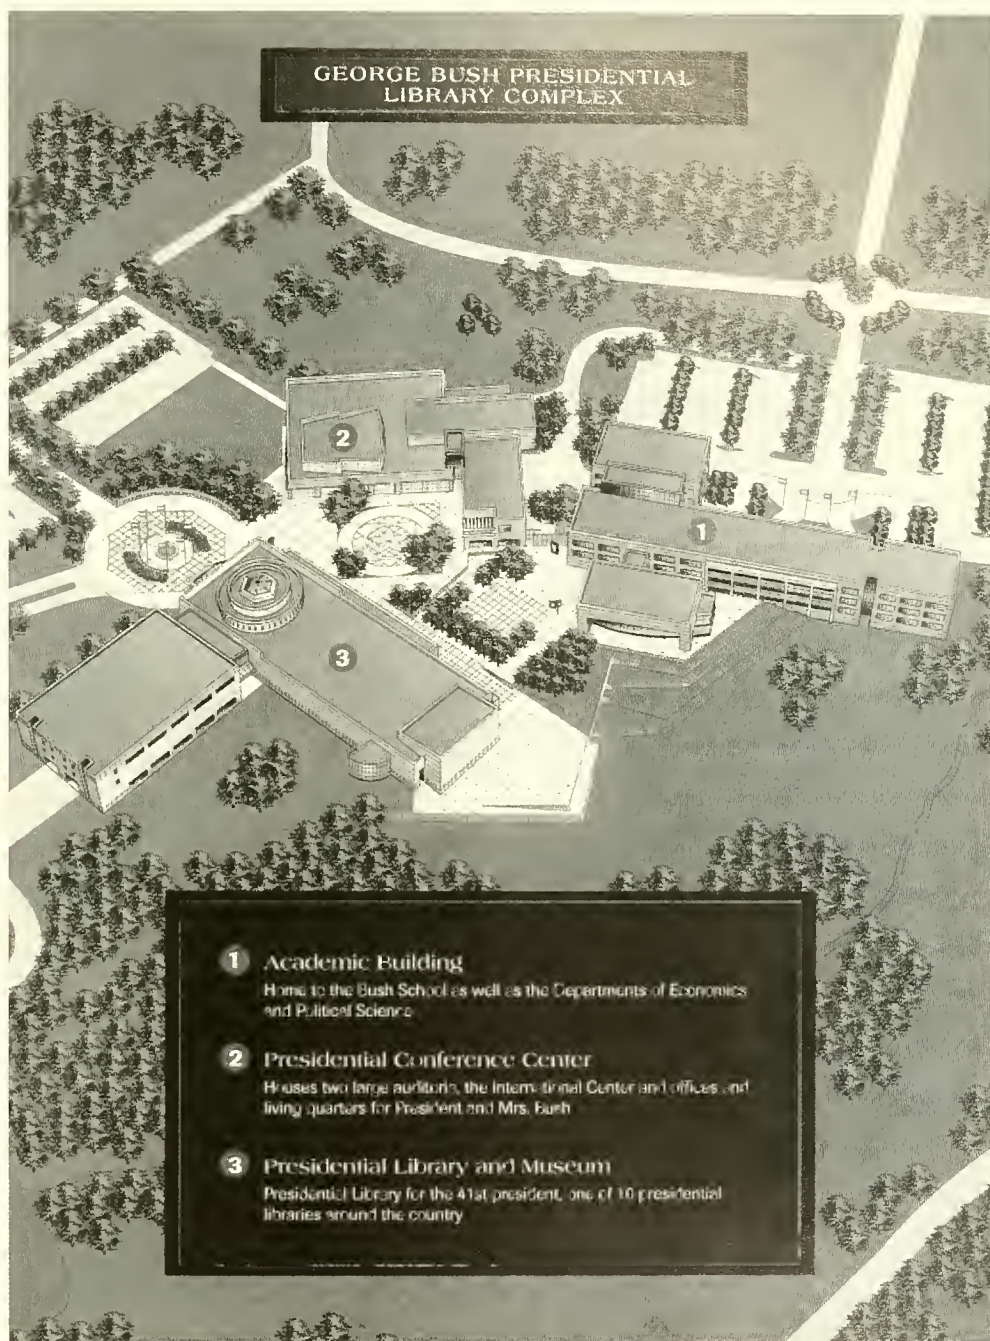 GEORGE BUSH PRESIDENTIAL
LIBRARY COMPLEX
2
1
3
1 Academic Building
Home to the Bush School as well as the Departments of Economics
and Political Science
2 Presidential Conference Center
Houses two large auditoria, the International Center and offices and
living quarters for President and Mrs. Bush
3 Presidential Library and Museum
Presidential Library for the 41st president, one of 10 presidential
libraries around the country